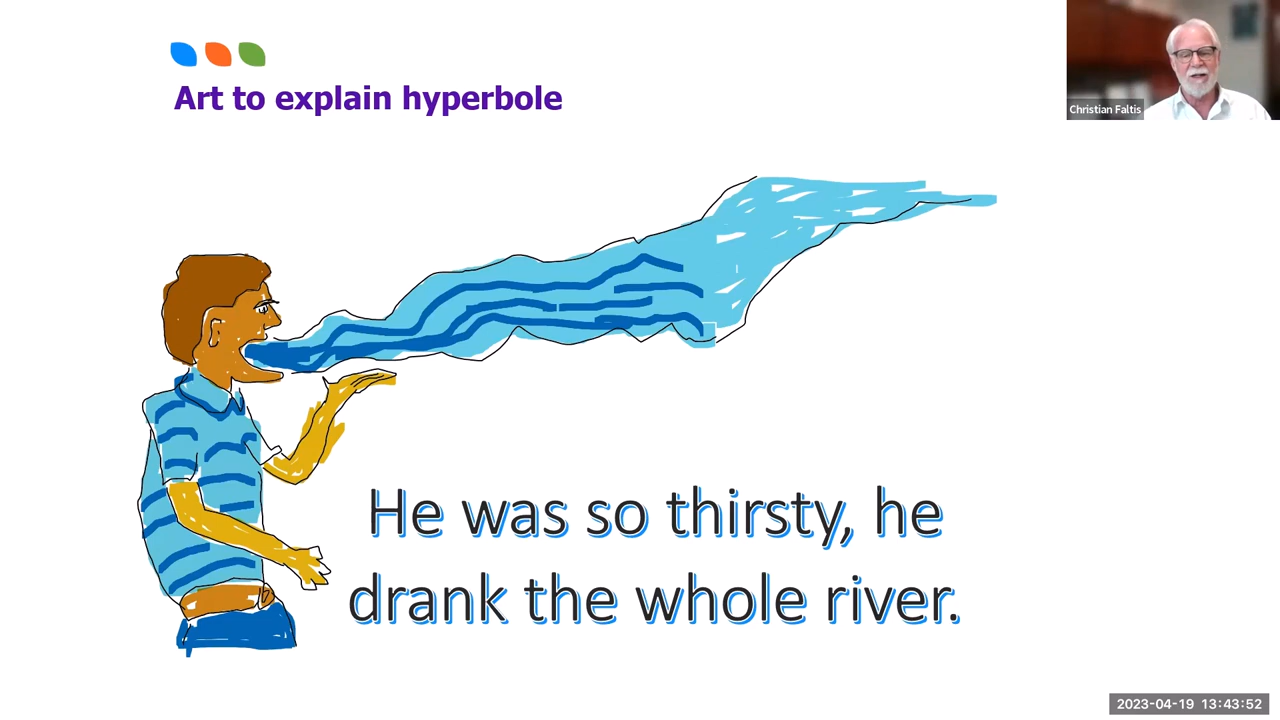 Art to explain hyperbole
Christian Faltis
He was so thirsty, he
drank the whole river.
2023-04-19 13:43:52